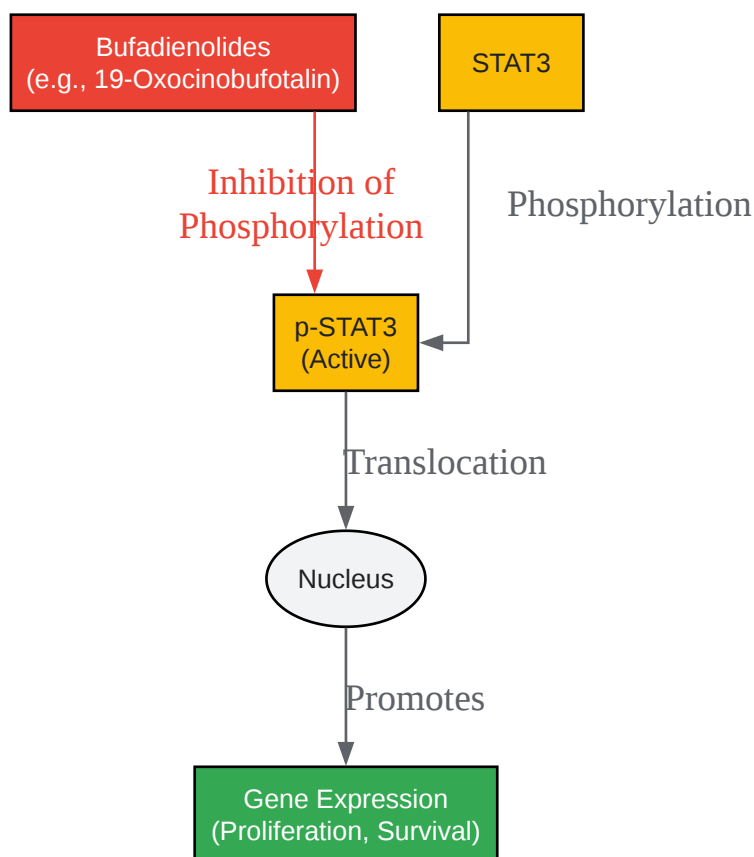 Bufadienolides
(e.g., 19-Oxocinobufotalin)
STAT3
Inhibition of
Phosphorylation
Phosphorylation
p-STAT3
(Active)
Translocation
Nucleus
Promotes
Gene Expression
(Proliferation, Survival)